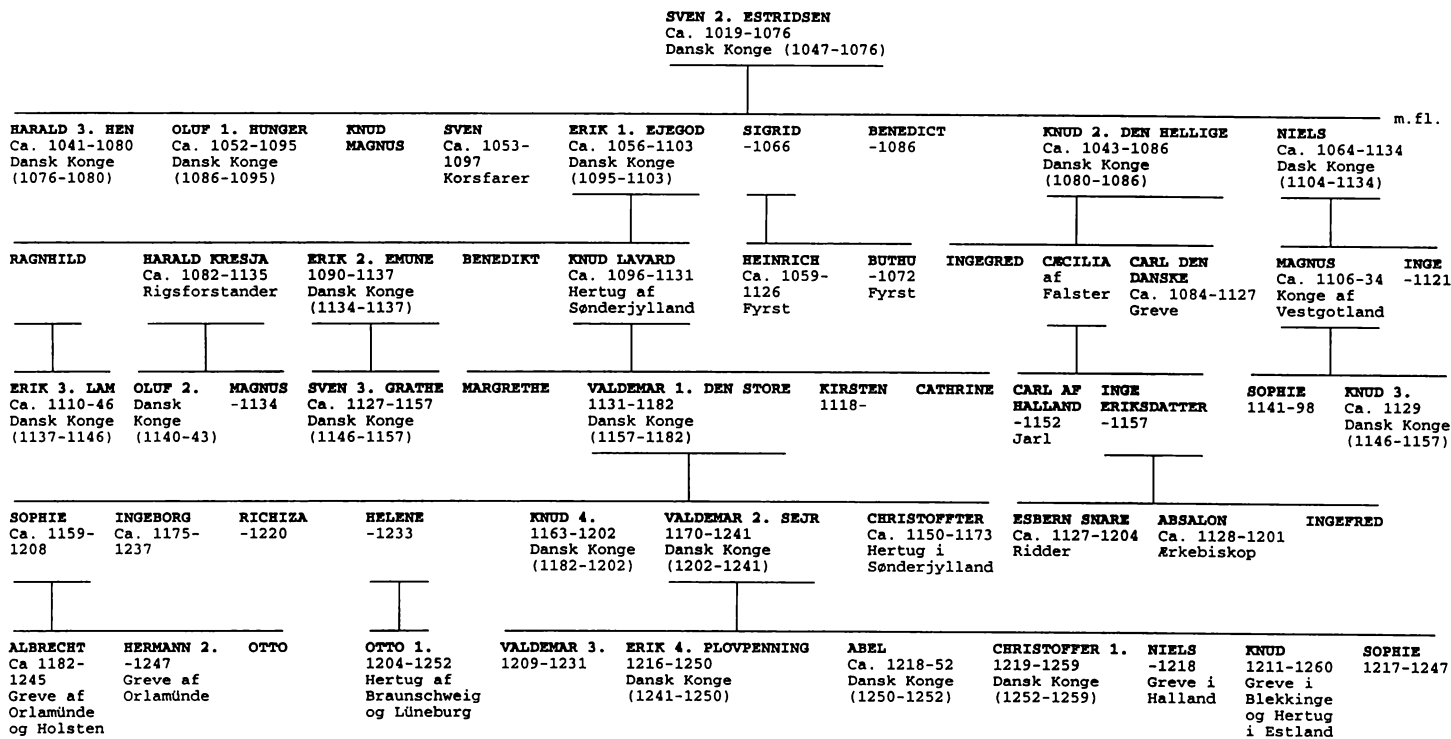 SVEN 2. ESTRIDSEN
Ca. 1019-1076
Dansk Konge (1047-1076)
m.fl.
HARALD 3. HEN
Ca. 1041-1080
Dansk Konge
(1076-1080)
OLUF 1. HUNGER
Ca. 1052-1095
Dansk Konge
(1086-1095)
KNUD
MAGNUS
SVEN
Ca. 1053-
1097
Korsfarer
ERIK 1. EJEGOD
Ca. 1056-1103
Dansk Konge
(1095-1103)
SIGRID
-1066
BENEDICT
-1086
KNUD 2. DEN HELLIGE
Ca. 1043-1086
Dansk Konge
(1080-1086)
NIELS
Ca. 1064-1134
Dask Konge
(1104-1134)
RAGNHILD
HARALD KRESJA
Ca. 1082-1135
Rigsforstander
ERIK 2. EMUNE
1090-1137
Dansk Konge
(1134-1137)
BENEDIKT
KNUD LAVARD
Ca. 1096-1131
Hertug af
Sønderjylland
HEINRICH
Ca. 1059-
1126
Fyrst
BUTHU
-1072
Fyrst
INGEGRED
CÆCILIA
af
Falster
CARL DEN
DANSKE
Ca. 1084-1127
Greve
MAGNUS
Ca. 1106-34
Konge af
Vestgotland
INGE
-1121
ERIK 3. LAM
Ca. 1110-46
Dansk Konge
(1137-1146)
OLUF 2.
Dansk
Konge
(1140-43)
MAGNUS
-1134
SVEN 3. GRATHE
Ca. 1127-1157
Dansk Konge
(1146-1157)
MARGRETHE
VALDEMAR 1. DEN STORE
1131-1182
Dansk Konge
(1157-1182)
KIRSTEN
1118-
CATHRINE
CARL AF
HALLAND
-1152
Jarl
INGE
ERIKSDATTER
-1157
SOPHIE
1141-98
KNUD 3.
Ca. 1129
Dansk Konge
(1146-1157)
SOPHIE
Ca. 1159-
1208
INGEBORG
Ca. 1175-
1237
RICHIZA
-1220
HELENE
-1233
KNUD 4.
1163-1202
Dansk Konge
(1182-1202)
VALDEMAR 2. SEJR
1170-1241
Dansk Konge
(1202-1241)
CHRISTOFFTER
Ca. 1150-1173
Hertug i
Sønderjylland
ESBERN SNARE
Ca. 1127-1204
Ridder
ABSALON
Ca. 1128-1201
Ærkebiskop
INGEFRED
ALBRECHT
Ca 1182-
1245
Greve af
Orlamünde
og Holsten
HERMANN 2.
-1247
Greve af
Orlamünde
OTTO
OTTO 1.
1204-1252
Hertug af
Braunschweig
og Lüneburg
VALDEMAR 3.
1209-1231
ERIK 4. PLOVPENNING
1216-1250
Dansk Konge
(1241-1250)
ABEL
Ca. 1218-52
Dansk Konge
(1250-1252)
CHRISTOFFER 1.
1219-1259
Dansk Konge
(1252-1259)
NIELS
-1218
Greve i
Halland
KNUD
1211-1260
Greve i
Blekkinge
og Hertug
i Estland
SOPHIE
1217-1247